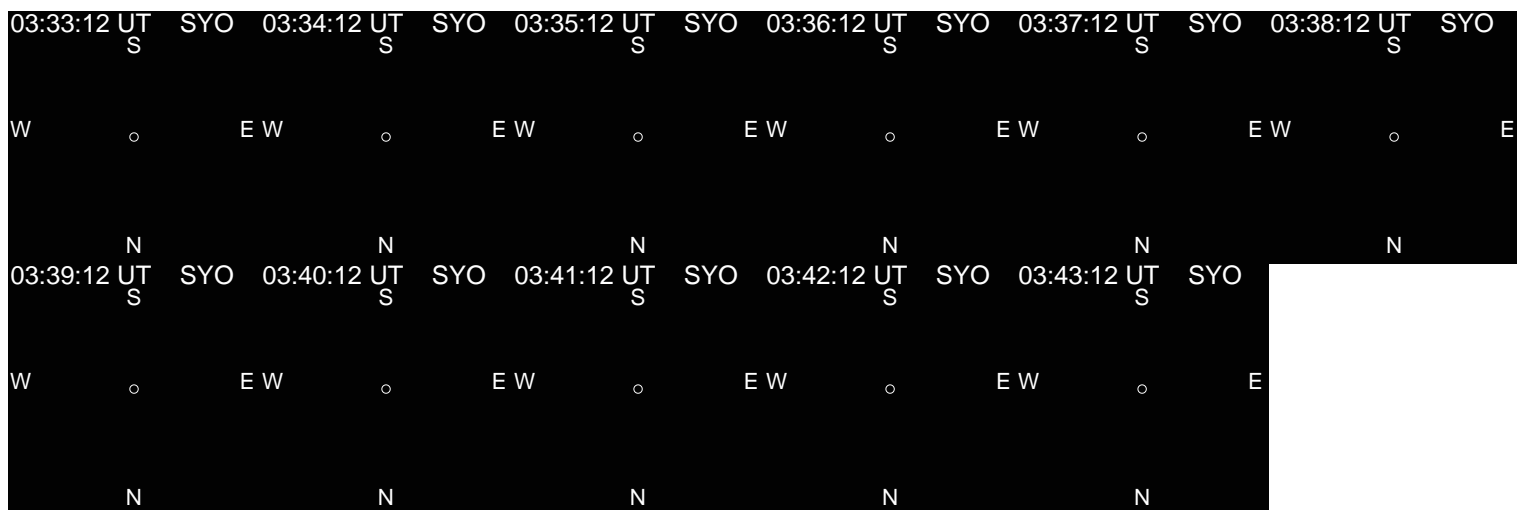 03:33:12 UT SYO 03:34:12 UT SYO 03:35:12 UT SYO 03:36:12 UT SYO 03:37:12 UT SYO 03:38:12 UT SYO
S S S S S S
W E W E W E W E W E W E
N N N N N N
03:39:12 UT SYO 03:40:12 UT SYO 03:41:12 UT SYO 03:42:12 UT SYO 03:43:12 UT SYO
S S S S S
W E W E W E W E W E
N N N N N